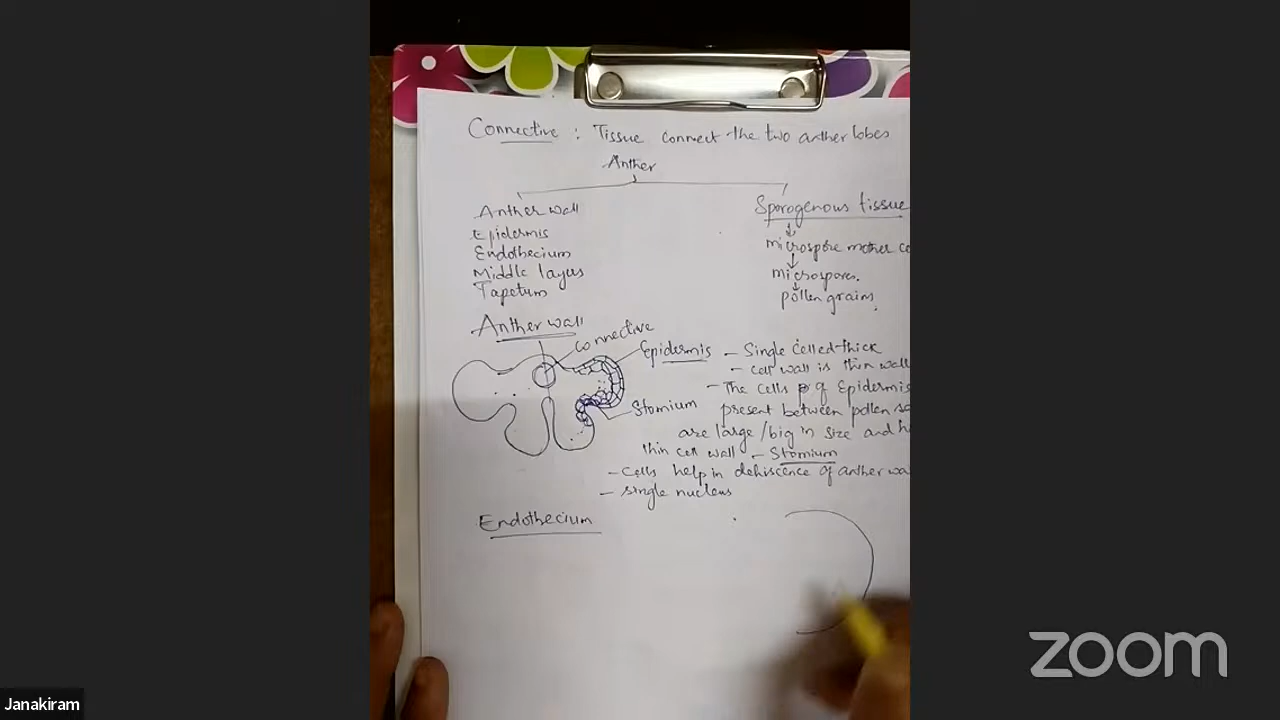 Connective : Tissue connect the two anther lobes
Anther
Anther wall
Epidermis
Endothecium
Middle layers
Tapetum
Sporogenous tissue
microspore mother
microspores.
pollen grains,
Anther wall
Connective
Epidermis - Single celled-thick
- Cell wall is thin wall
- The cells of Epidermis
present between pollen
are large/big in size and
thin cell wall - Stomium
Stomium
- Cells help in dehiscence of anther
- single nucleus
Endothecium
zoom
Janakiram